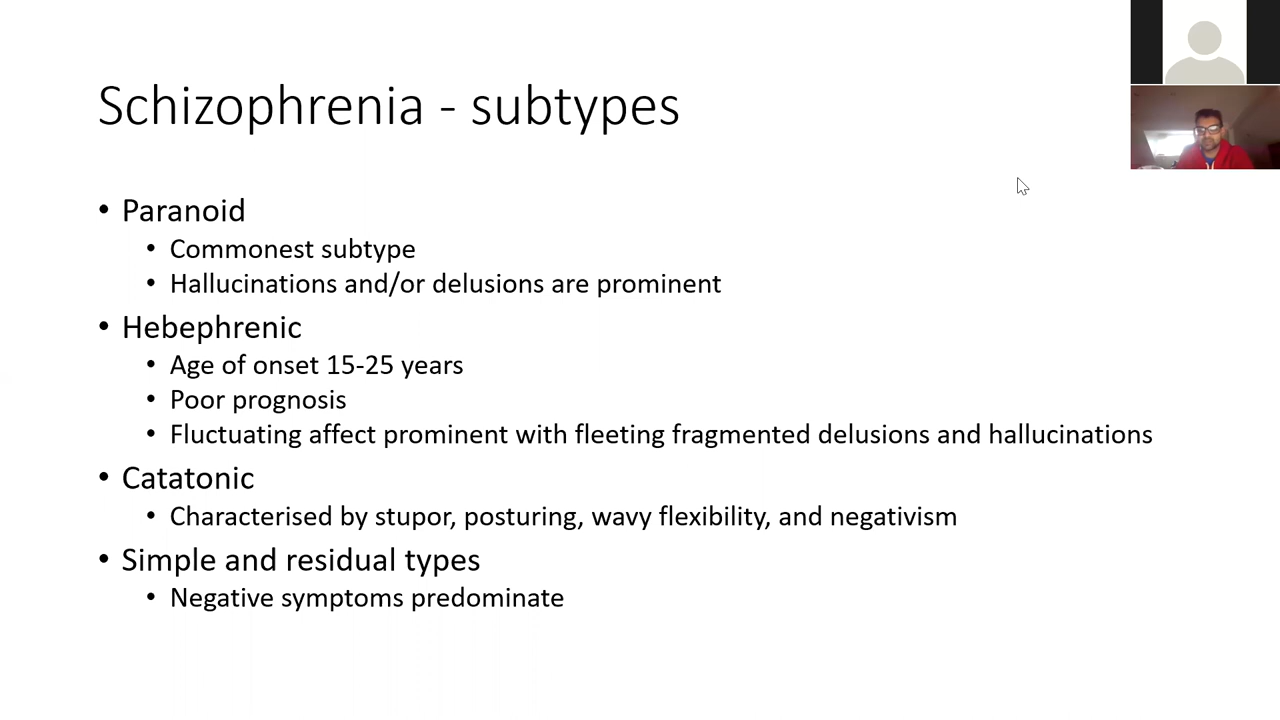 Schizophrenia - subtypes
• Paranoid
• Commonest subtype
• Hallucinations and/or delusions are prominent
• Hebephrenic
• Age of onset 15-25 years
• Poor prognosis
• Fluctuating affect prominent with fleeting fragmented delusions and hallucinations
• Catatonic
• Characterised by stupor, posturing, wavy flexibility, and negativism
• Simple and residual types
• Negative symptoms predominate